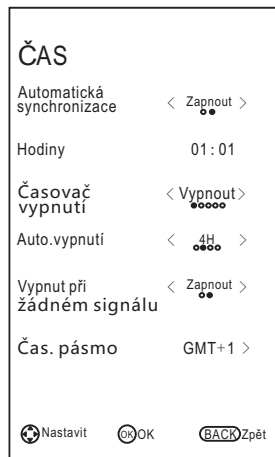 ČAS
Automatická
synchronizace
< Zapnout >
Hodiny
01:01
Časovač
vypnutí
< Vypnout >
Auto.vypnutí
< 4H >
Vypnut při
žádném signálu
< Zapnout >
Čas. pásmo
GMT+1 >
Nastavit
OK OK
BACK Zpět